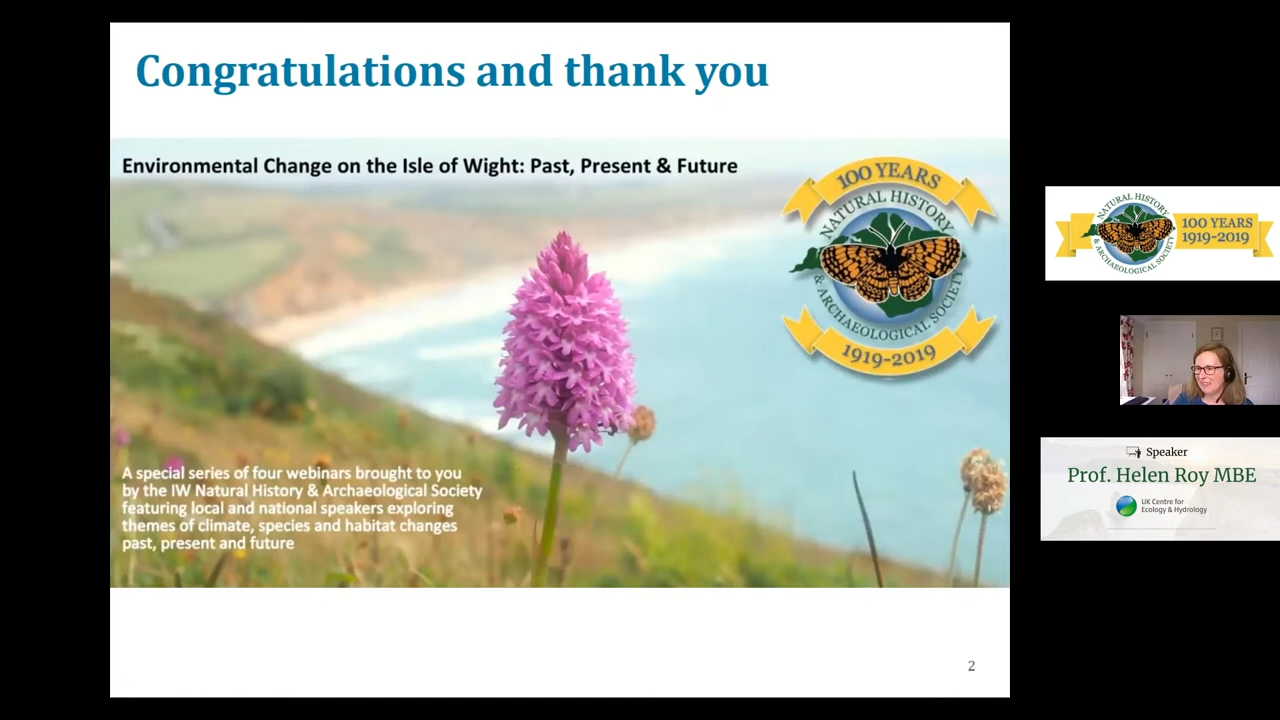 Congratulations and thank you
Environmental Change on the Isle of Wight: Past, Present & Future
100 YEARS
NATURAL HISTORY
& ARCHAEOLOGICAL SOCIETY
1919-2019
A special series of four webinars brought to you
by the IW Natural History & Archaeological Society
featuring local and national speakers exploring
themes of climate, species and habitat changes
past, present and future
2
NATURAL HISTORY
& ARCHAEOLOGICAL SOCIETY
100 YEARS
1919-2019
Speaker
Prof. Helen Roy MBE
UK Centre for
Ecology & Hydrology